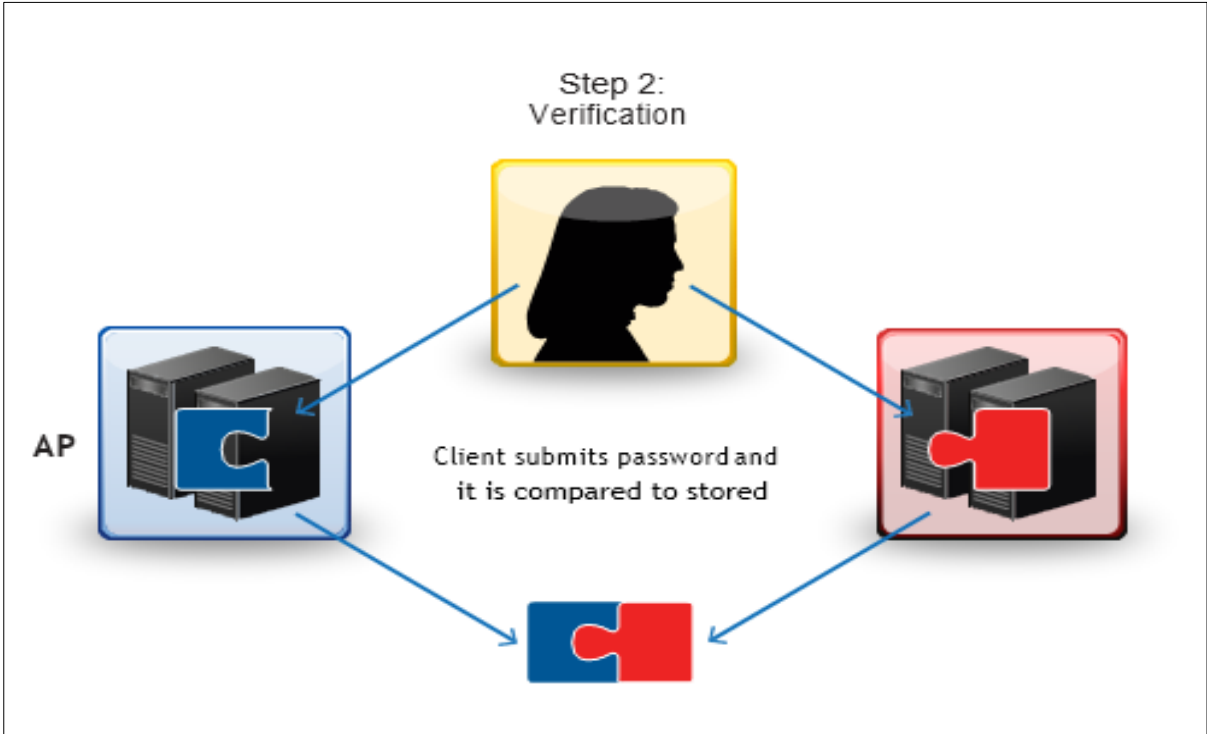 Step 2:
Verification
AP
Client submits password and
it is compared to stored